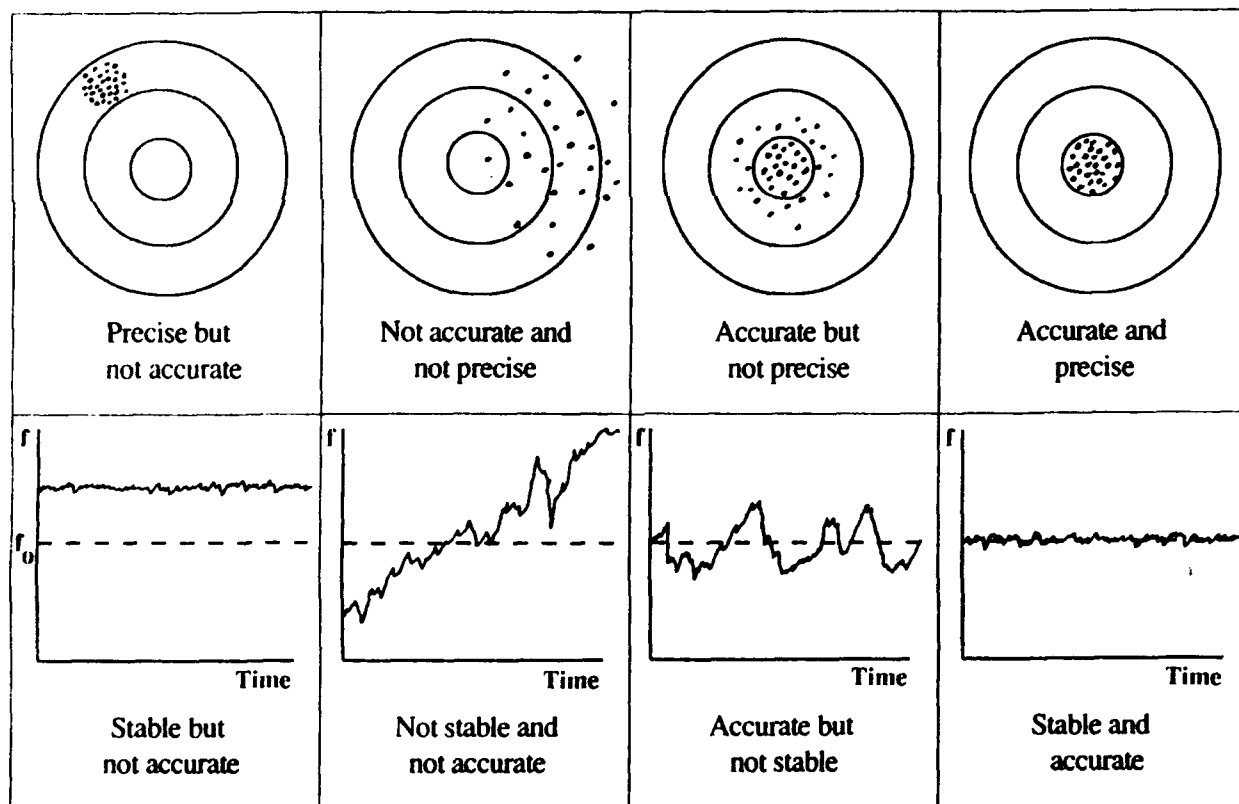 Precise but
not accurate
Not accurate and
not precise
Accurate but
not precise
Accurate and
precise
f
f₀
Time
f
Time
f
Time
f
Time
Stable but
not accurate
Not stable and
not accurate
Accurate but
not stable
Stable and
accurate